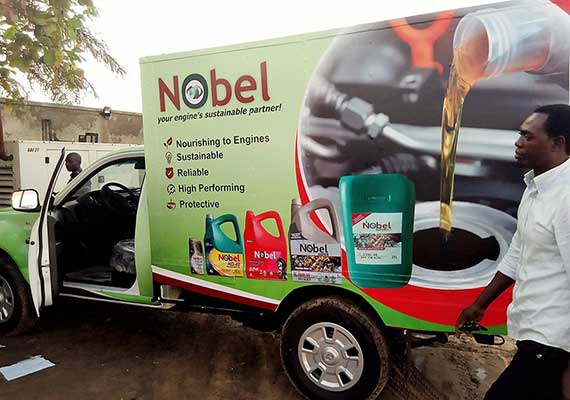 NObel
your engine's sustainable partner!
Nourishing to Engines
Sustainable
Reliable
High Performing
Protective
NObel
NObel
NObel
NObel